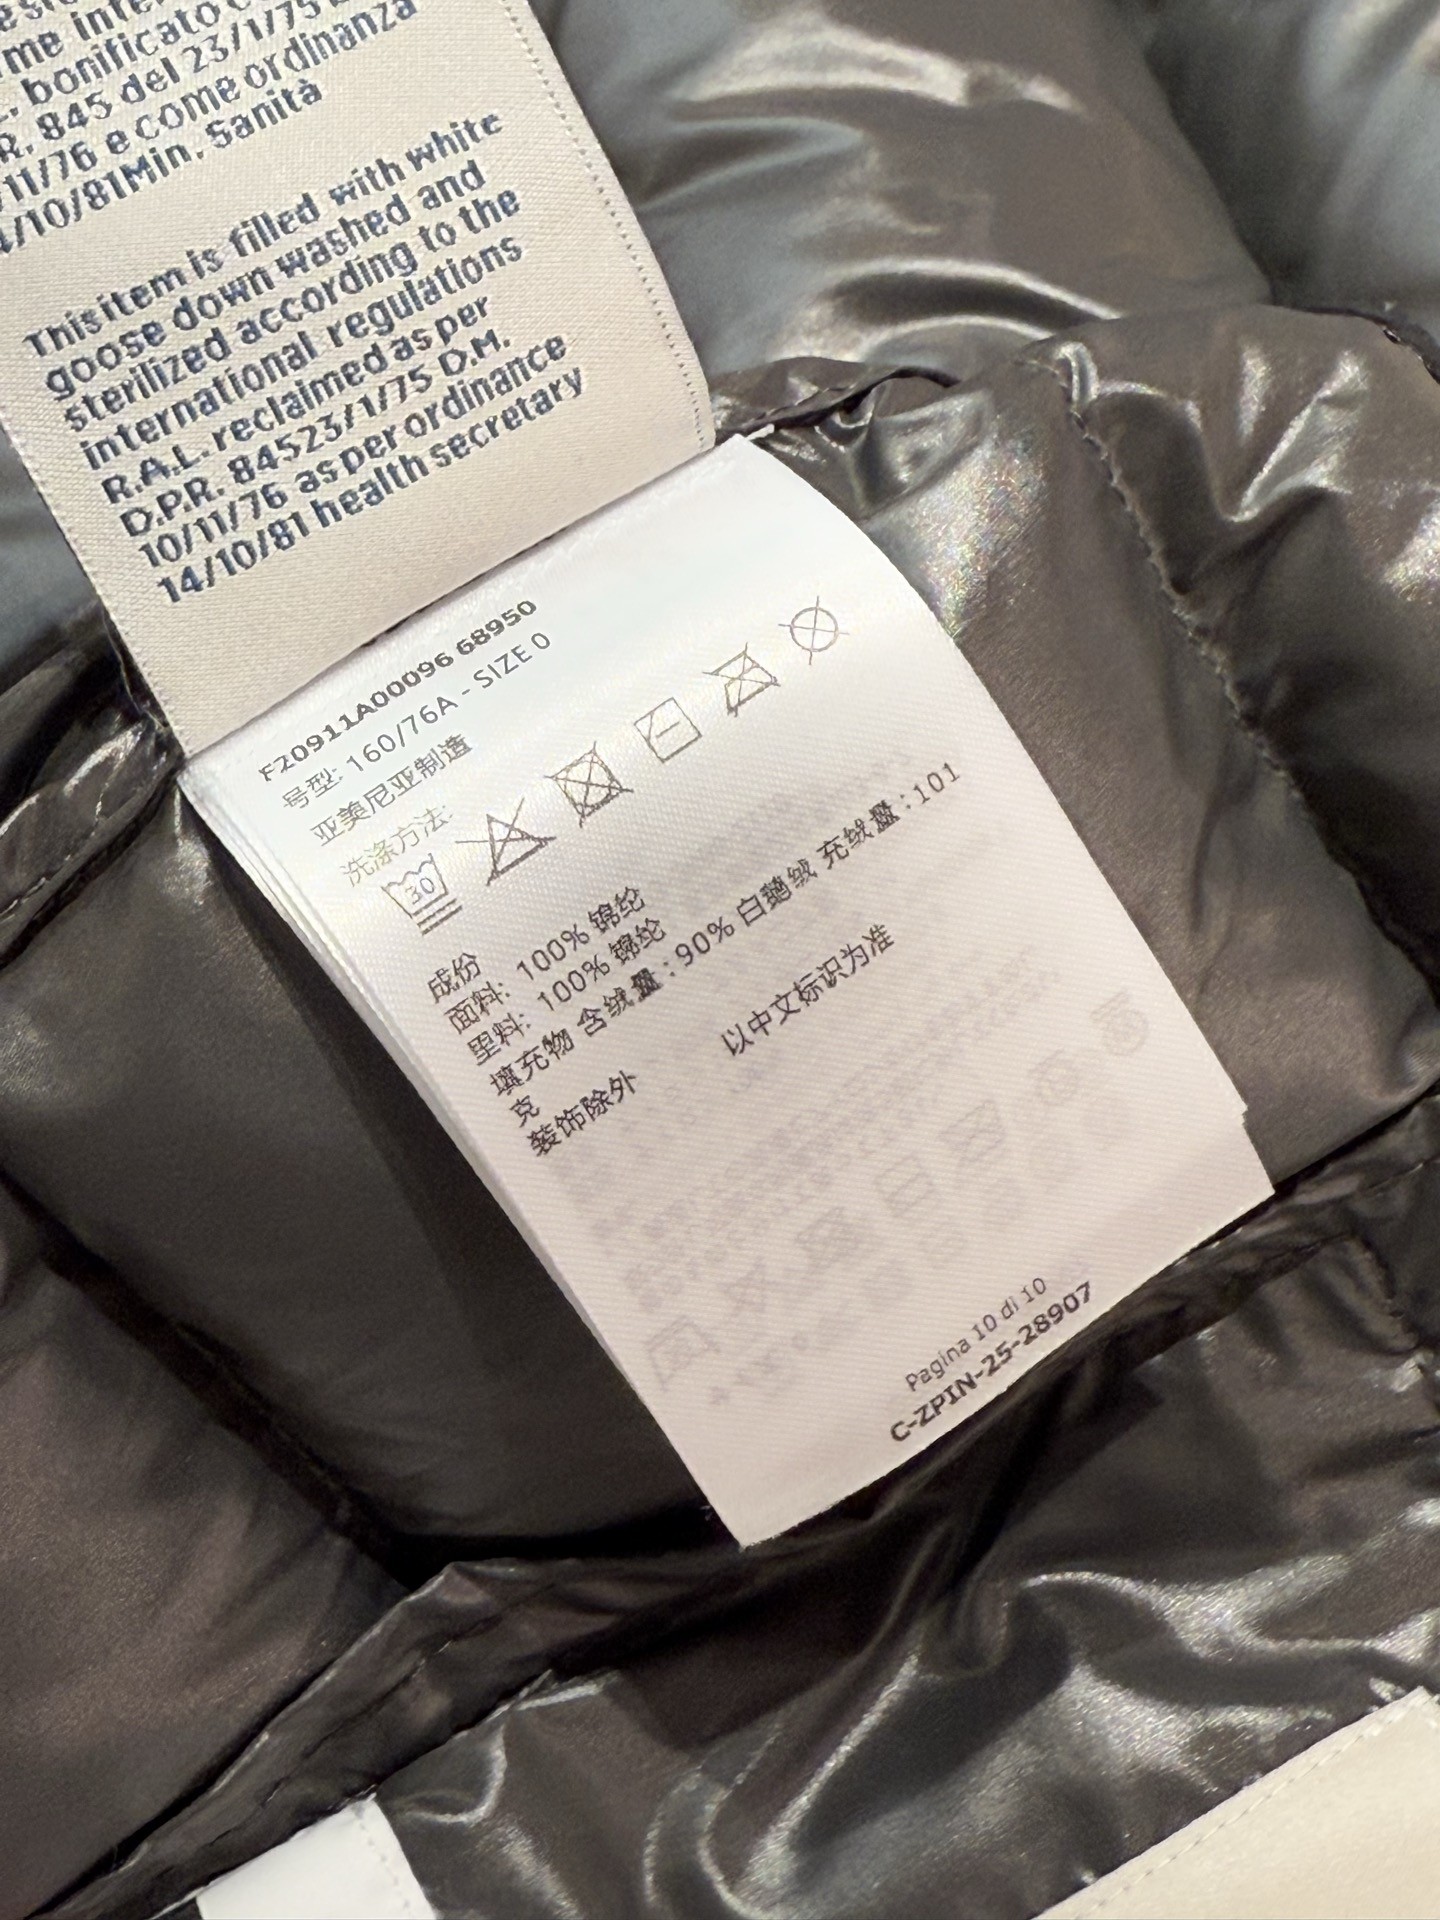 bonificato
R. 845 del 23/1/75
11/76 e come ordinanza
/10/81Min. Sanità
This item is filled with white
goose down washed and
sterilized according to the
international regulations
R.A.L. reclaimed as per
D.P.R. 84523/1/75 D.M.
10/11/76 as per ordinance
14/10/81 health secretary
F20911A00096 68950
号型: 160/76A - SIZE 0
亚美尼亚制造
洗涤方法:
30
成份
面料: 100% 锦纶
里料: 100% 锦纶
填充物 含绒量:90% 白鹅绒 充绒量:101
克
装饰除外
以中文标识为准
Pagina 10 di 10
C-ZPIN-25-28907